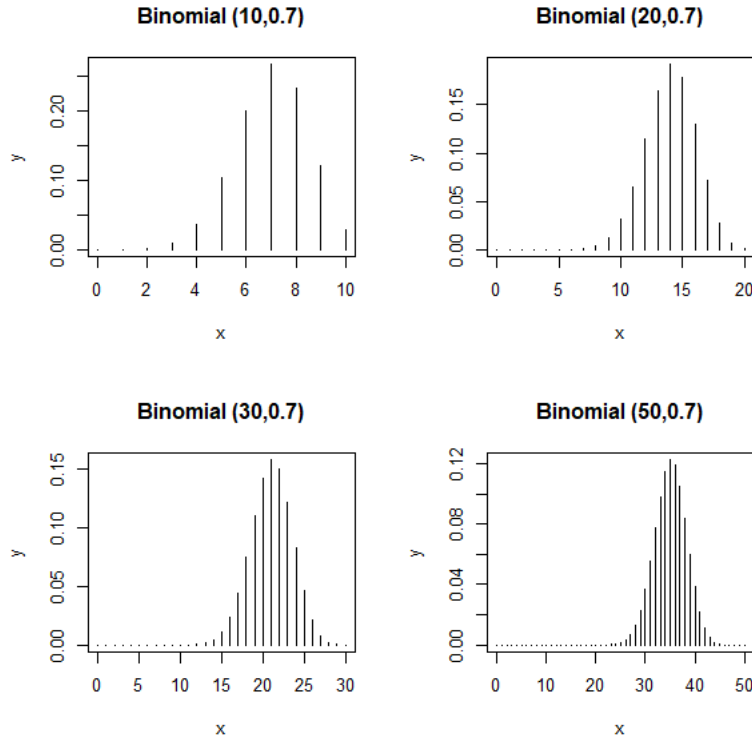 Binomial (10,0.7)
y
0.00 0.10 0.20
0 2 4 6 8 10
x
Binomial (20,0.7)
y
0.00 0.05 0.10 0.15
0 5 10 15 20
x
Binomial (30,0.7)
y
0.00 0.05 0.10 0.15
0 5 10 15 20 25 30
x
Binomial (50,0.7)
y
0.00 0.04 0.08 0.12
0 10 20 30 40 50
x